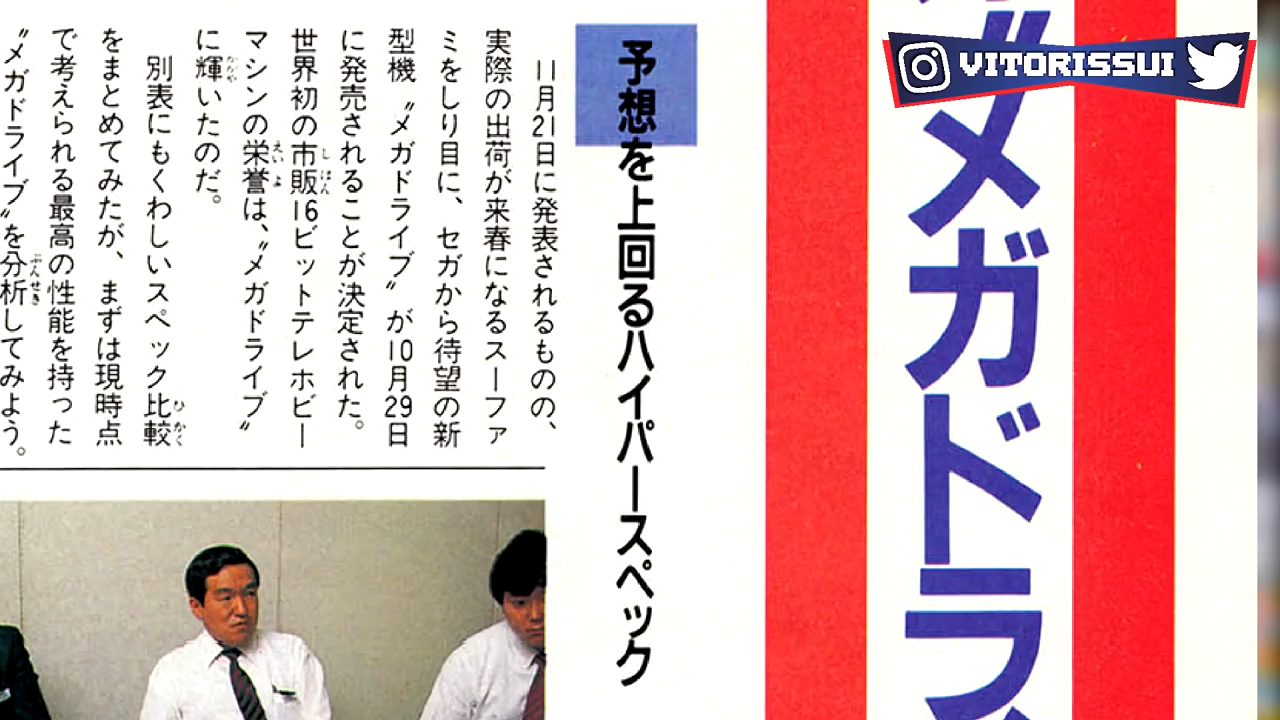 VITORISSUI
〝メガドラ
予想を上回るハイパースペック
11月21日に発表されるものの、
実際の出荷が来春になるスーファ
ミをしり目に、セガから待望の新
型機〝メガドライブ〟が10月29日
に発売されることが決定された。
世界初の市販16ビットテレホビー
マシンの栄誉は、〝メガドライブ〟
に輝いたのだ。
別表にもくわしいスペック比較
をまとめてみたが、まずは現時点
で考えられる最高の性能を持った
〝メガドライブ〟を分析してみよう。